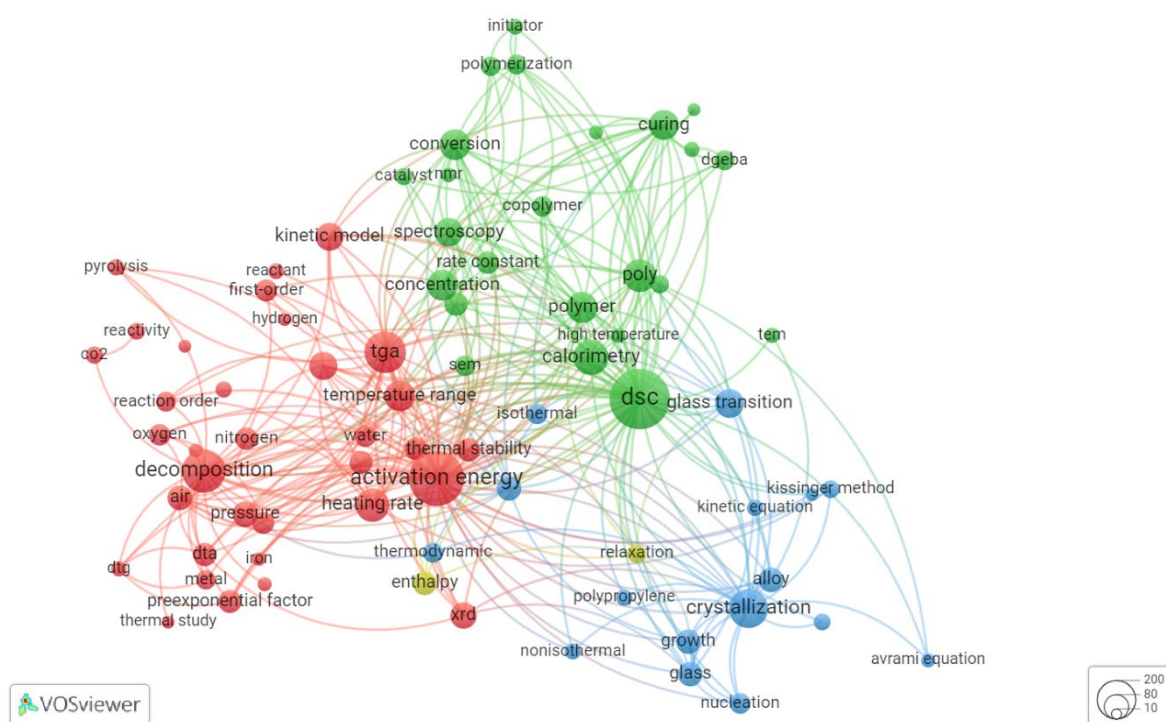 initiator
polymerization
curing
conversion
dgeba
catalyst
nmr
copolymer
spectroscopy
kinetic model
rate constant
pyrolysis
reactant
poly
first-order
concentration
polymer
hydrogen
reactivity
high temperature
tem
co2
tga
calorimetry
sem
temperature range
dsc
glass transition
reaction order
isothermal
oxygen
nitrogen
water
thermal stability
decomposition
activation energy
kissinger method
air
heating rate
kinetic equation
pressure
dta
iron
thermodynamic
relaxation
dtg
metal
enthalpy
alloy
preexponential factor
polypropylene
crystallization
thermal study
xrd
growth
nonisothermal
avrami equation
glass
nucleation
VOSviewer
200
80
10